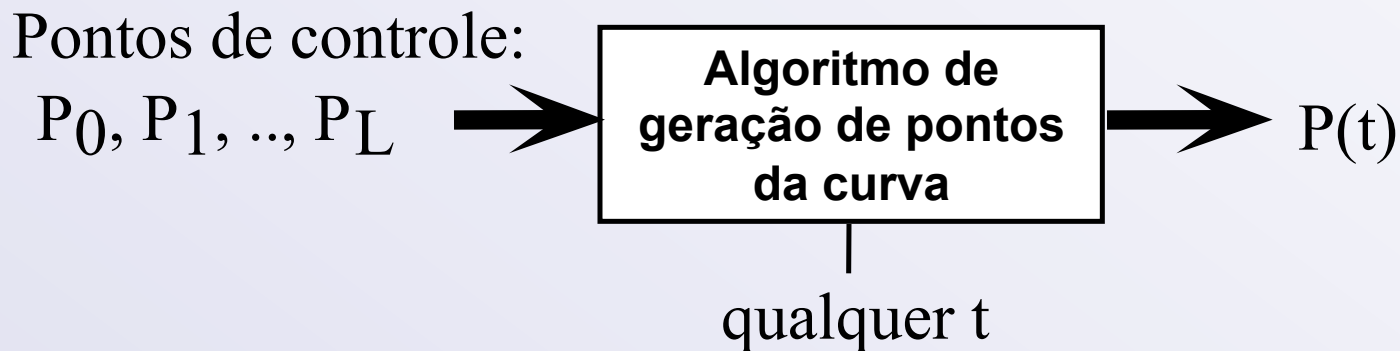 Pontos de controle:
P0, P1, .., PL
Algoritmo de
geração de pontos
da curva
P(t)
qualquer t